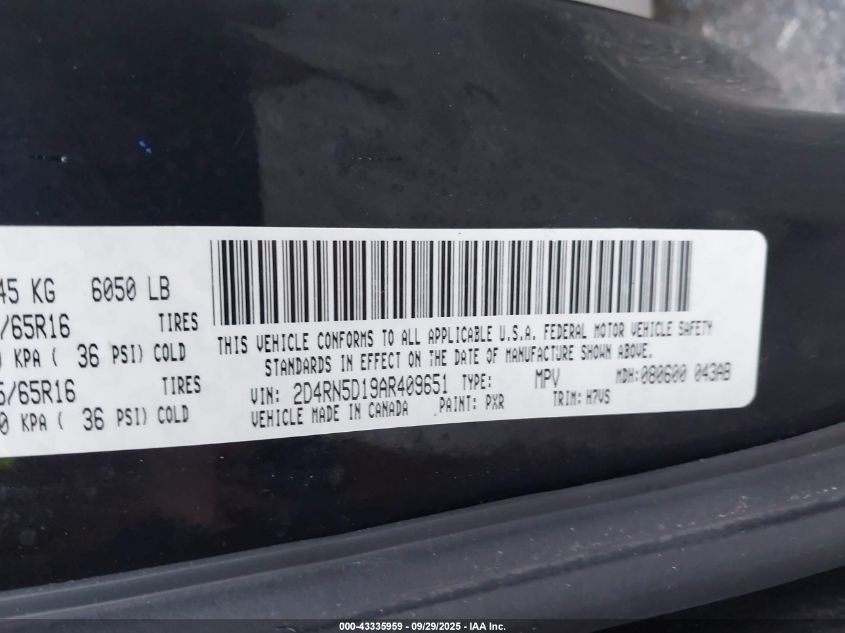 45 KG 6050 LB
/65R16 TIRES
KPA ( 36 PSI) COLD
5/65R16 TIRES
0 KPA ( 36 PSI) COLD
THIS VEHICLE CONFORMS TO ALL APPLICABLE U.S.A. FEDERAL MOTOR VEHICLE SAFETY
STANDARDS IN EFFECT ON THE DATE OF MANUFACTURE SHOWN ABOVE.
VIN: 2D4RN5D19AR409651 TYPE: MPV MDH: 080600 043AB
VEHICLE MADE IN CANADA PAINT: PXR TRIM: H7VS
000-43335959 - 09/29/2025 - IAA Inc.